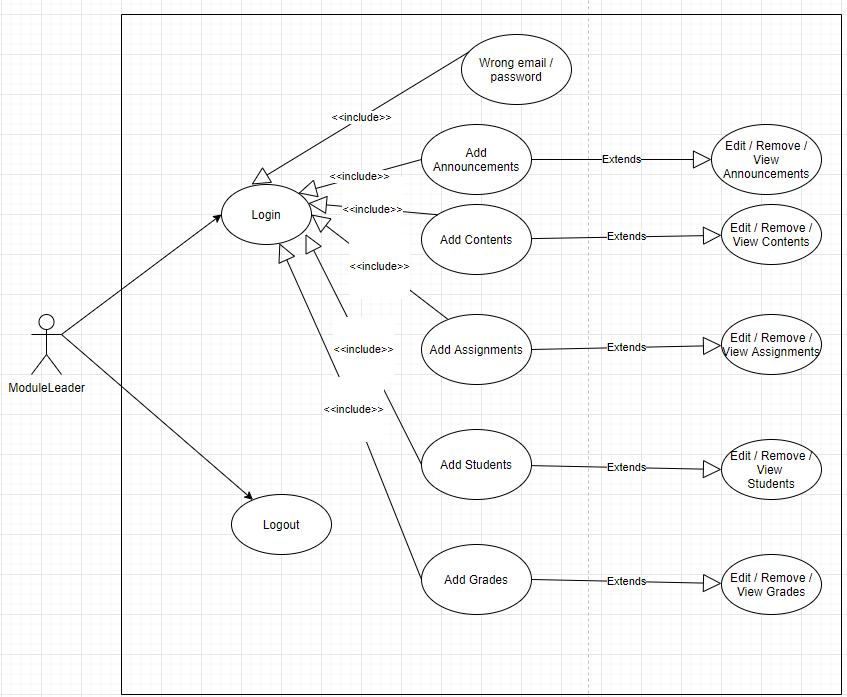 Wrong email /
password
<<include>>
Add
Announcements
Extends
Edit / Remove /
View
Announcements
<<include>>
Login
<<include>>
Add Contents
Extends
Edit / Remove /
View Contents
<<include>>
ModuleLeader
Add Assignments
Extends
Edit / Remove /
View Assignments
<<include>>
<<include>>
Add Students
Extends
Edit / Remove /
View
Students
Logout
Add Grades
Extends
Edit / Remove /
View Grades